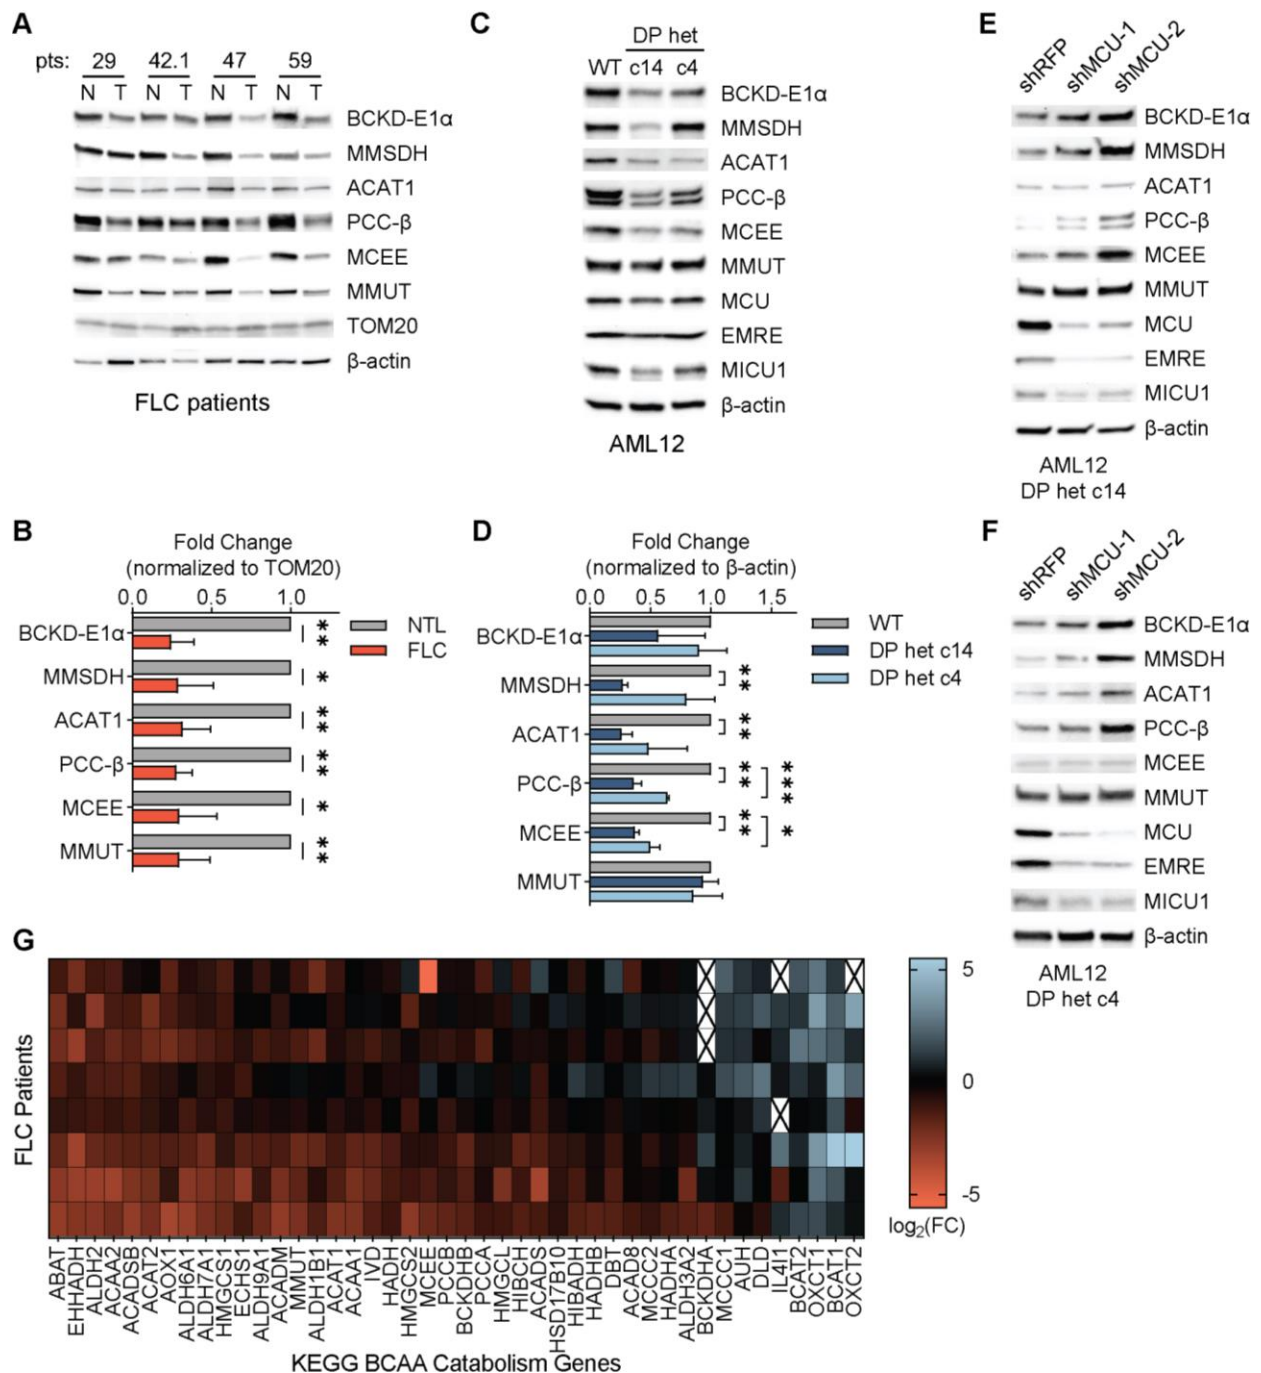 A
pts: 29 42.1 47 59
N T N T N T N T
BCKD-E1α
MMSDH
ACAT1
PCC-β
MCEE
MMUT
TOM20
β-actin
FLC patients
C
DP het
WT c14 c4
BCKD-E1α
MMSDH
ACAT1
PCC-β
MCEE
MMUT
MCU
EMRE
MICU1
β-actin
AML12
E
shRFP
shMCU-1
shMCU-2
BCKD-E1α
MMSDH
ACAT1
PCC-β
MCEE
MMUT
MCU
EMRE
MICU1
β-actin
AML12
DP het c14
B
Fold Change
(normalized to TOM20)
0.0 0.5 1.0
BCKD-E1α **
MMSDH *
ACAT1 **
PCC-β **
MCEE *
MMUT **
NTL
FLC
D
Fold Change
(normalized to β-actin)
0.0 0.5 1.0 1.5
BCKD-E1α
MMSDH **
ACAT1 **
PCC-β ** ***
MCEE ** *
MMUT
WT
DP het c14
DP het c4
F
shRFP
shMCU-1
shMCU-2
BCKD-E1α
MMSDH
ACAT1
PCC-β
MCEE
MMUT
MCU
EMRE
MICU1
β-actin
AML12
DP het c4
G
FLC Patients
5
0
-5
log2(FC)
ABAT
EHHADH
ALDH2
ACAA2
ACADSB
ACAT2
AOX1
ALDH6A1
ALDH7A1
HMGCS1
ECHS1
ALDH9A1
ACADM
MMUT
ALDH1B1
ACAT1
ACAA1
IVD
HADH
HMGCS2
MCEE
PCCB
BCKDHB
PCCA
HMGCL
HIBCH
ACADS
HSD17B10
HIBADH
HADHB
DBT
ACAD8
MCCC2
HADHA
ALDH3A2
BCKDHA
MCCC1
AUH
DLD
IL4I1
BCAT2
OXCT1
BCAT1
OXCT2
KEGG BCAA Catabolism Genes